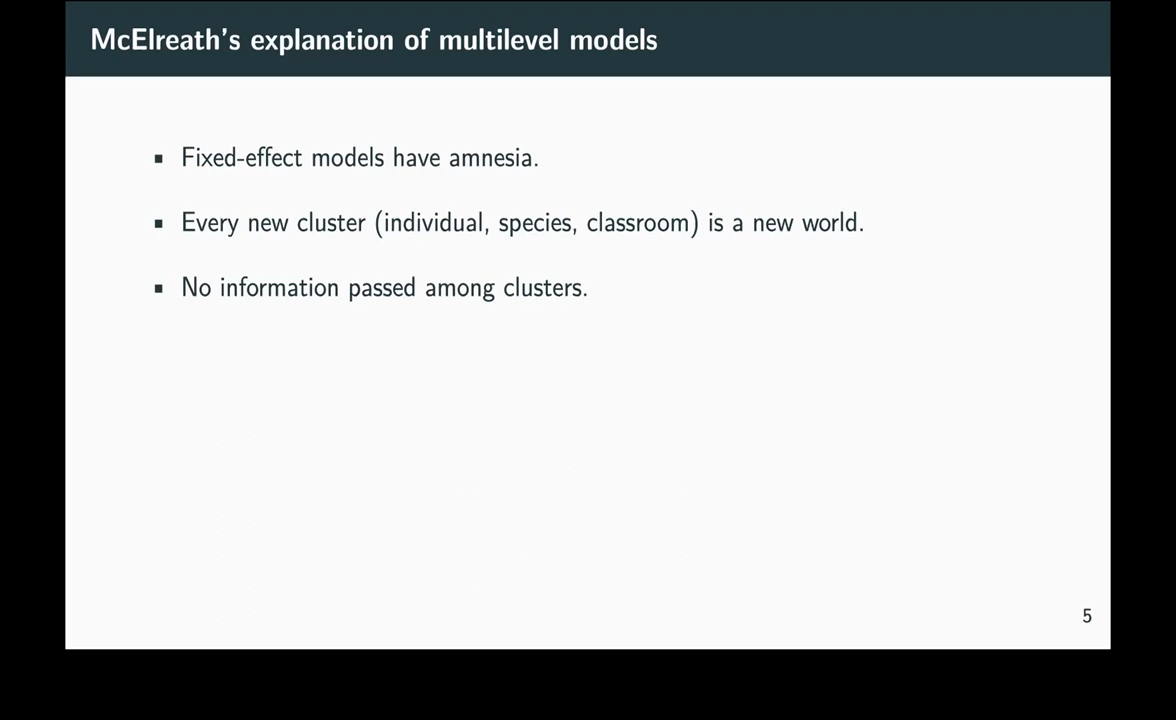 McElreath's explanation of multilevel models
▪ Fixed-effect models have amnesia.
▪ Every new cluster (individual, species, classroom) is a new world.
▪ No information passed among clusters.
5